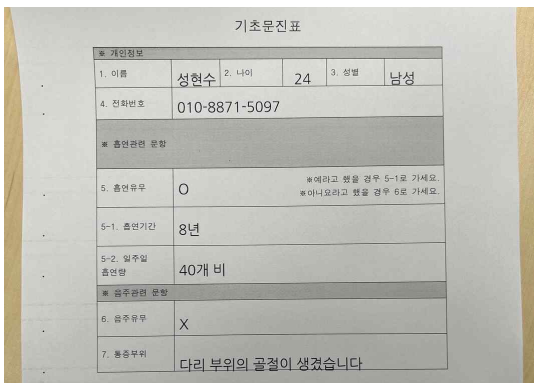 기초문진표
※ 개인정보
1. 이름 성현수 2. 나이 24 3. 성별 남성
4. 전화번호 010-8871-5097
※ 흡연관련 문항
5. 흡연유무 O ※예라고 했을 경우 5-1로 가세요.
※아니요라고 했을 경우 6로 가세요.
5-1. 흡연기간 8년
5-2. 일주일
흡연량 40개 비
※ 음주관련 문항
6. 음주유무 X
7. 통증부위 다리 부위의 골절이 생겼습니다